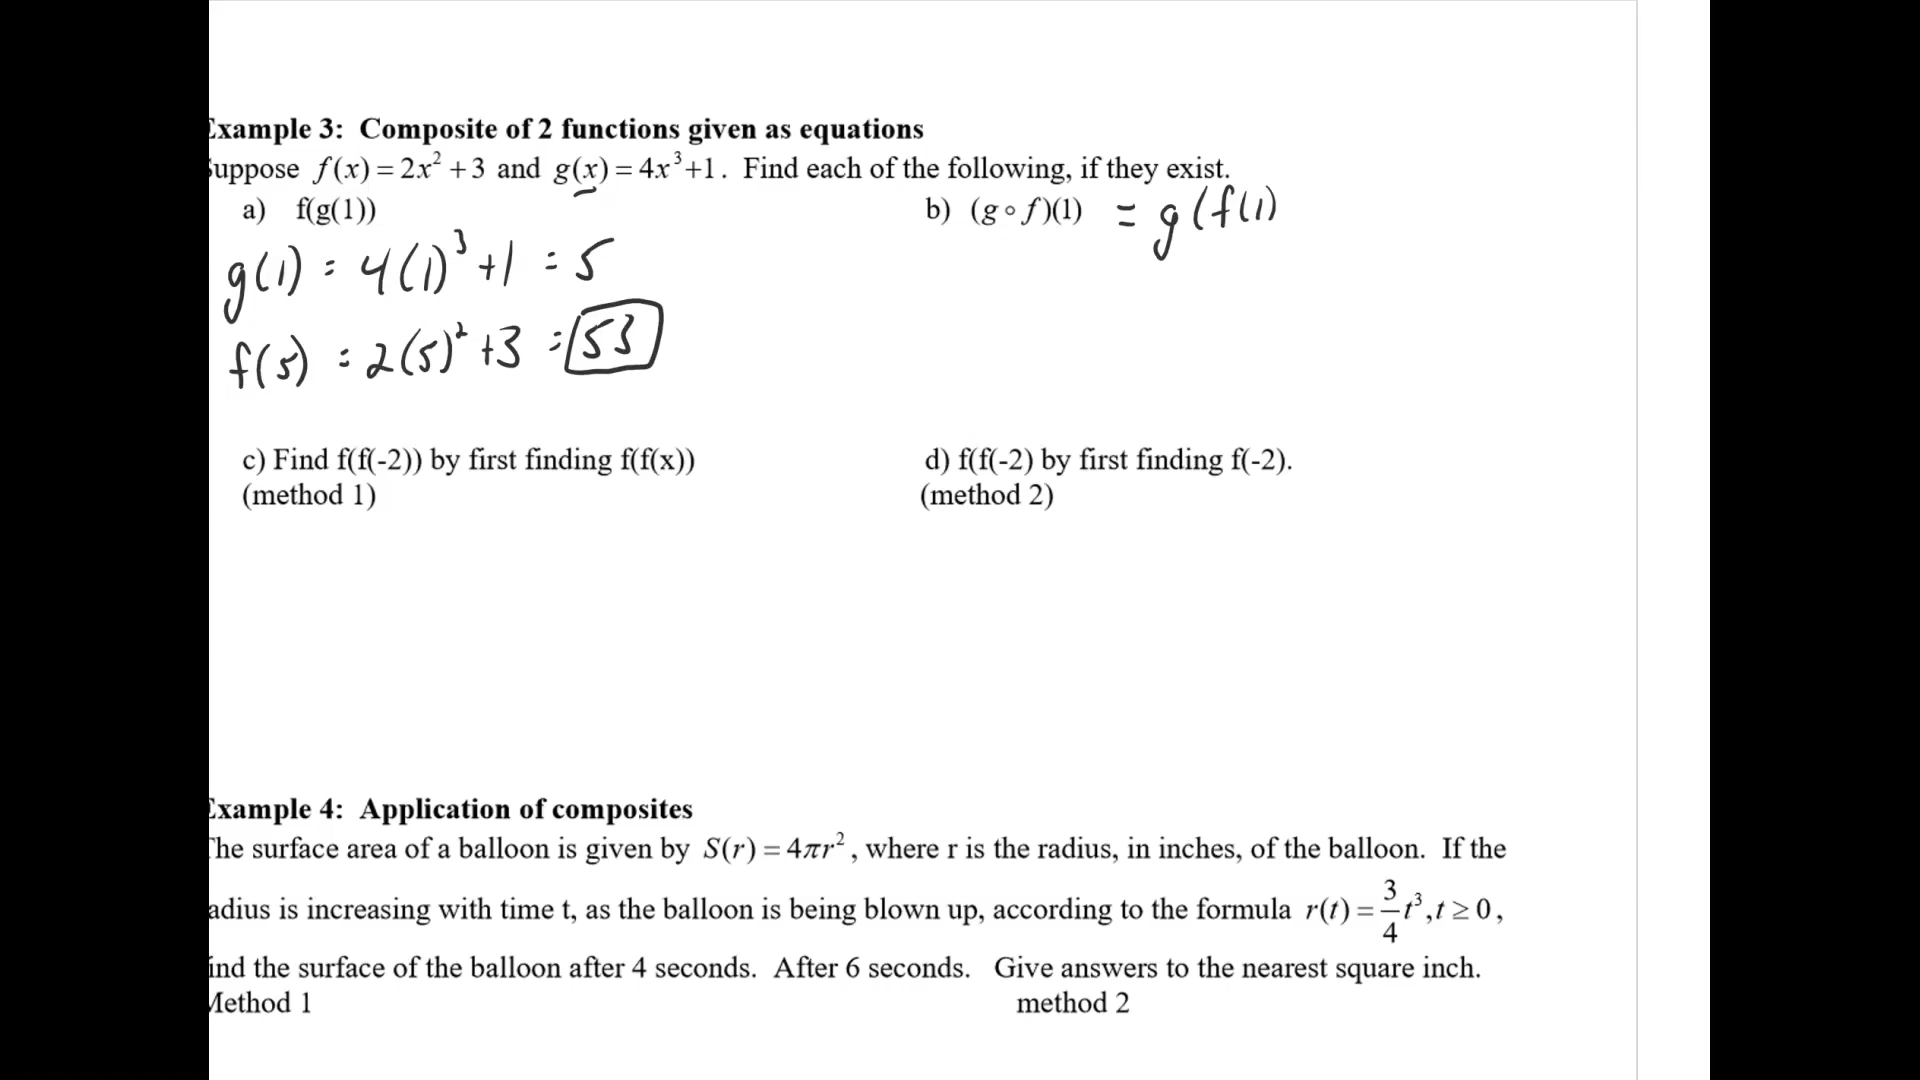 xample 3: Composite of 2 functions given as equations
uppose f(x) = 2x² + 3 and g(x) = 4x³+1. Find each of the following, if they exist.
a) f(g(1))
b) (g ∘ f)(1) = g(f(1)
g(1) = 4(1)³ + 1 = 5
f(5) = 2(5)² + 3 = 53
c) Find f(f(-2)) by first finding f(f(x))
(method 1)
d) f(f(-2) by first finding f(-2).
(method 2)
xample 4: Application of composites
he surface area of a balloon is given by S(r) = 4πr², where r is the radius, in inches, of the balloon. If the
adius is increasing with time t, as the balloon is being blown up, according to the formula r(t) = 3/4 t³, t ≥ 0,
ind the surface of the balloon after 4 seconds. After 6 seconds. Give answers to the nearest square inch.
Method 1
method 2